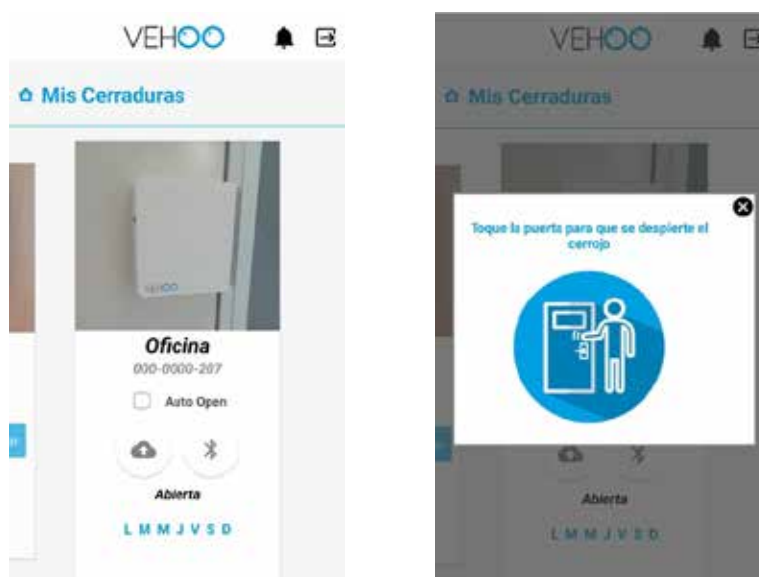 VEHOO
Mis Cerraduras
VEHOO
Oficina
000-0000-207
Auto Open
Abierta
L M M J V S D
VEHOO
Mis Cerraduras
Toque la puerta para que se despierte el
cerrojo
Abierta
L M M J V S D